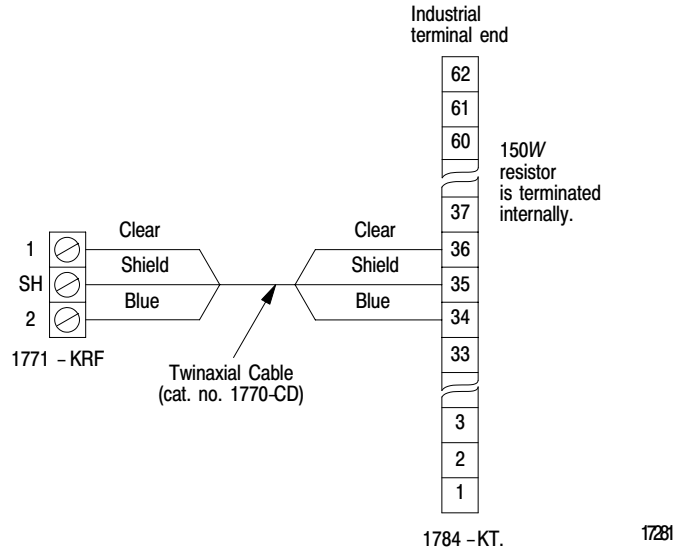 Industrial
terminal end
62
61
60
150W
resistor
is terminated
internally.
37
Clear
Clear
1
36
Shield
Shield
SH
35
Blue
Blue
2
34
1771 – KRF
33
Twinaxial Cable
(cat. no. 1770-CD)
3
2
1
1784 – KT.